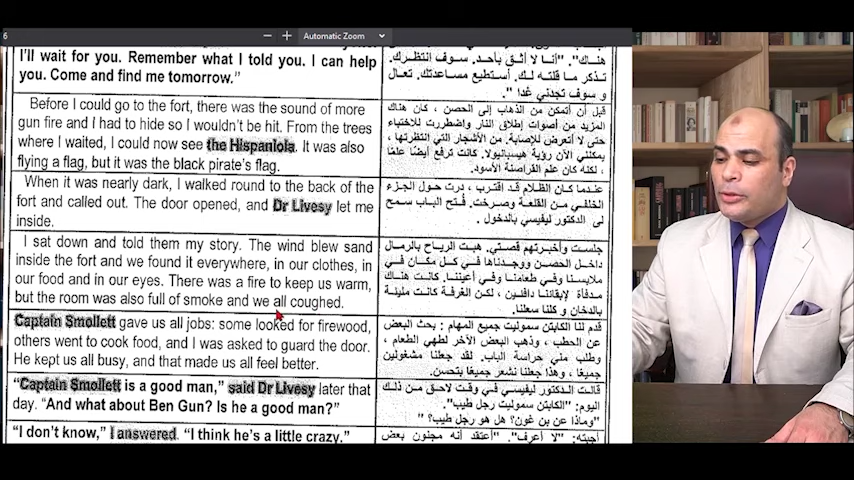 6
Automatic Zoom
I'll wait for you. Remember what I told you. I can help
you. Come and find me tomorrow."
هناك". "أنا لا أثق بأحد. سوف انتظرك.
تذكر ما قلته لك. أستطيع مساعدتك. تعال
و سوف تجدني غدا ".
Before I could go to the fort, there was the sound of more
gun fire and I had to hide so I wouldn't be hit. From the trees
where I waited, I could now see the Hispaniola. It was also
flying a flag, but it was the black pirate's flag.
قبل أن أتمكن من الذهاب إلى الحصن ، كان هناك
المزيد من أصوات إطلاق النار واضطررت للاختباء
حتى لا أتعرض للإصابة. من الأشجار التي انتظرتها ،
يمكنني الآن رؤية هيسبانيولا. كانت ترفع أيضًا علمًا
، لكنه كان علم القراصنة الأسود.
When it was nearly dark, I walked round to the back of the
fort and called out. The door opened, and Dr Livesy let me
inside.
عندما كان الظلام قد اقترب ، درت حول الجزء
الخلفي من القلعة وصرخت. فُتح الباب سمح
لى الدكتور ليفيسي بالدخول.
I sat down and told them my story. The wind blew sand
inside the fort and we found it everywhere, in our clothes, in
our food and in our eyes. There was a fire to keep us warm,
but the room was also full of smoke and we all coughed.
جلست وأخبرتهم قصتي. هبت الرياح بالرمال
داخل الحصن ووجدناها في كل مكان في
ملابسنا وفي طعامنا وفي أعيننا. كانت هناك
مدفأة لإبقائنا دافئين ، لكن الغرفة كانت مليئة
بالدخان و كلنا سعلنا.
Captain Smollett gave us all jobs: some looked for firewood,
others went to cook food, and I was asked to guard the door.
He kept us all busy, and that made us all feel better.
قدم لنا الكابتن سموليت جميع المهام : بحث البعض
عن الحطب ، وذهب البعض الآخر لطهي الطعام ،
وطلب مني حراسة الباب. لقد جعلنا مشغولين
جميعًا ، وهذا جعلنا نشعر جميعًا بتحسن.
"Captain Smollett is a good man," said Dr Livesy later that
day. "And what about Ben Gun? Is he a good man?"
قالت الدكتور ليفيسي في وقت لاحق من ذلك
اليوم: "الكابتن سموليت رجل طيب".
"وماذا عن بن غون؟ هل هو رجل طيب؟ "
"I don't know," I answered. "I think he's a little crazy."
أجبته: "لا أعرف". "أعتقد أنه مجنون بعض